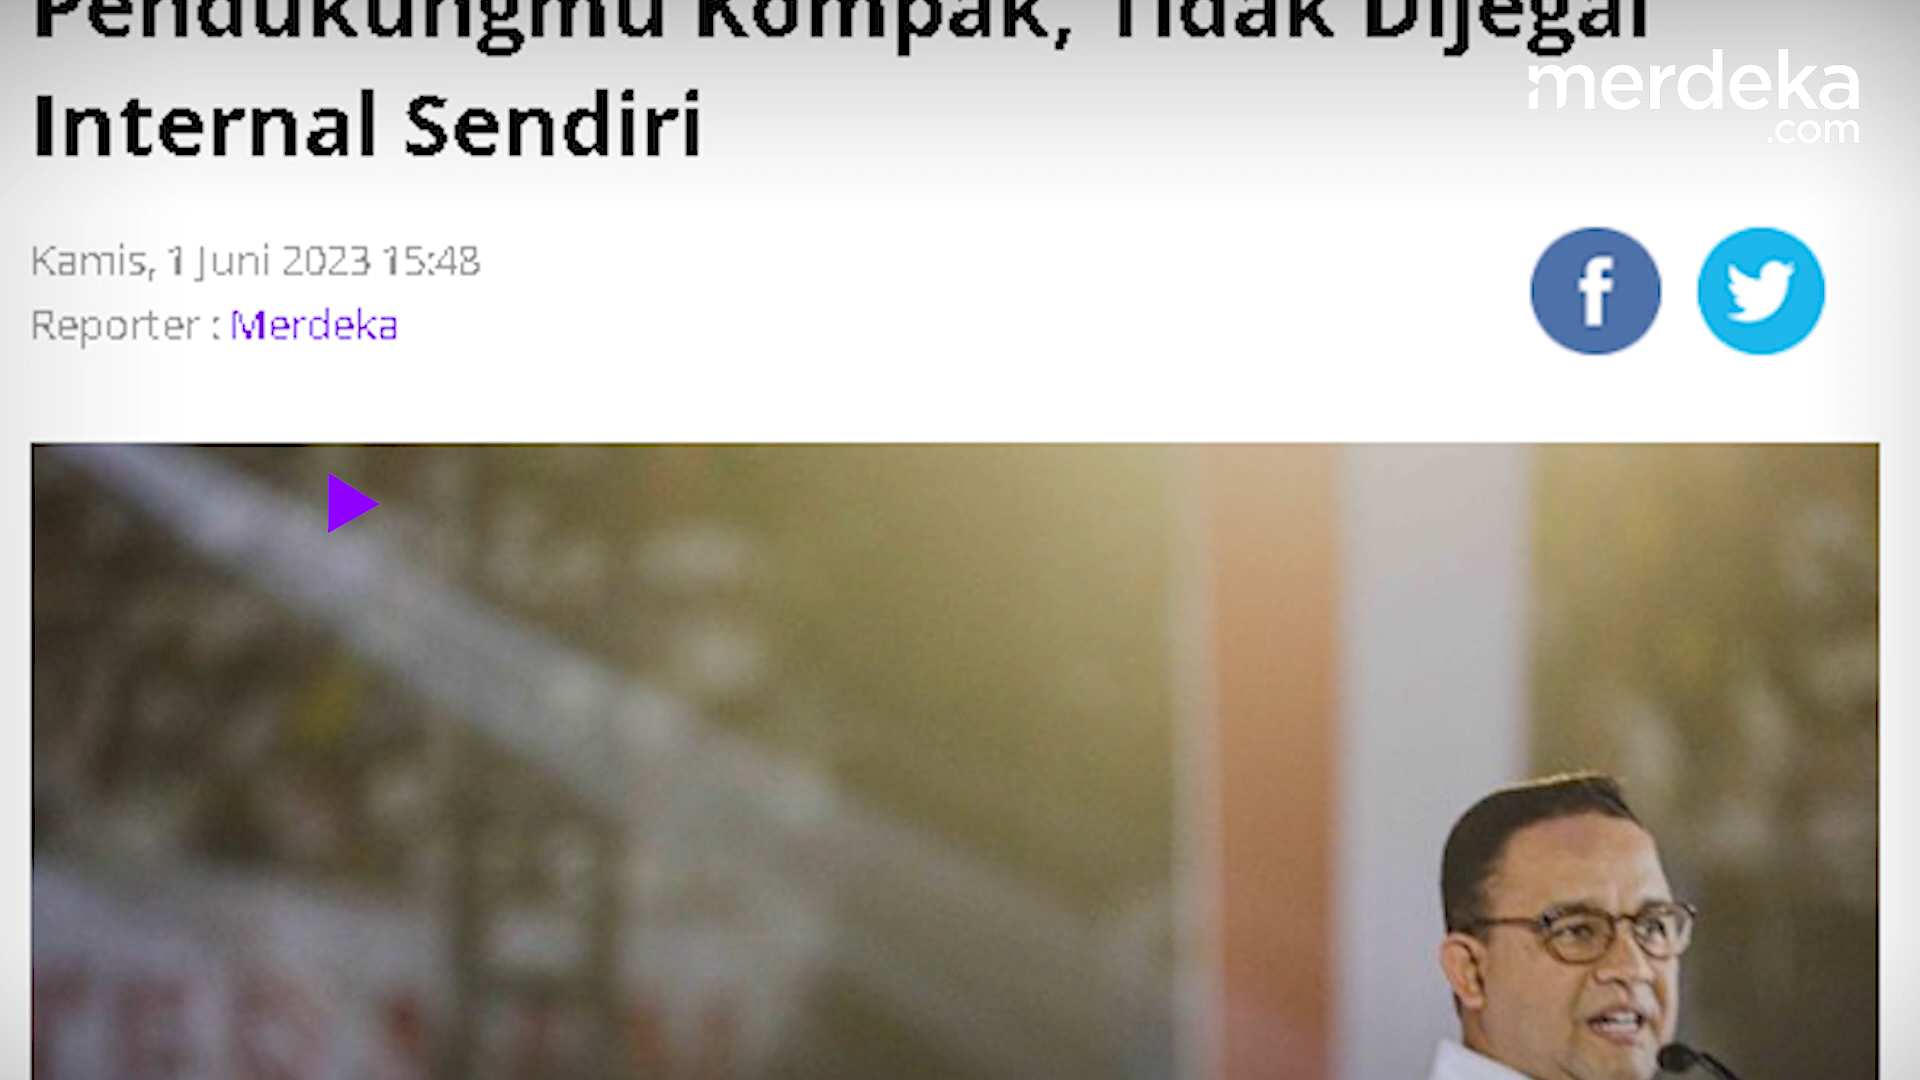 Pendukungmu Kompak, Tidak Dijegal
Internal Sendiri
merdeka
.com
Kamis, 1 Juni 2023 15:48
Reporter : Merdeka